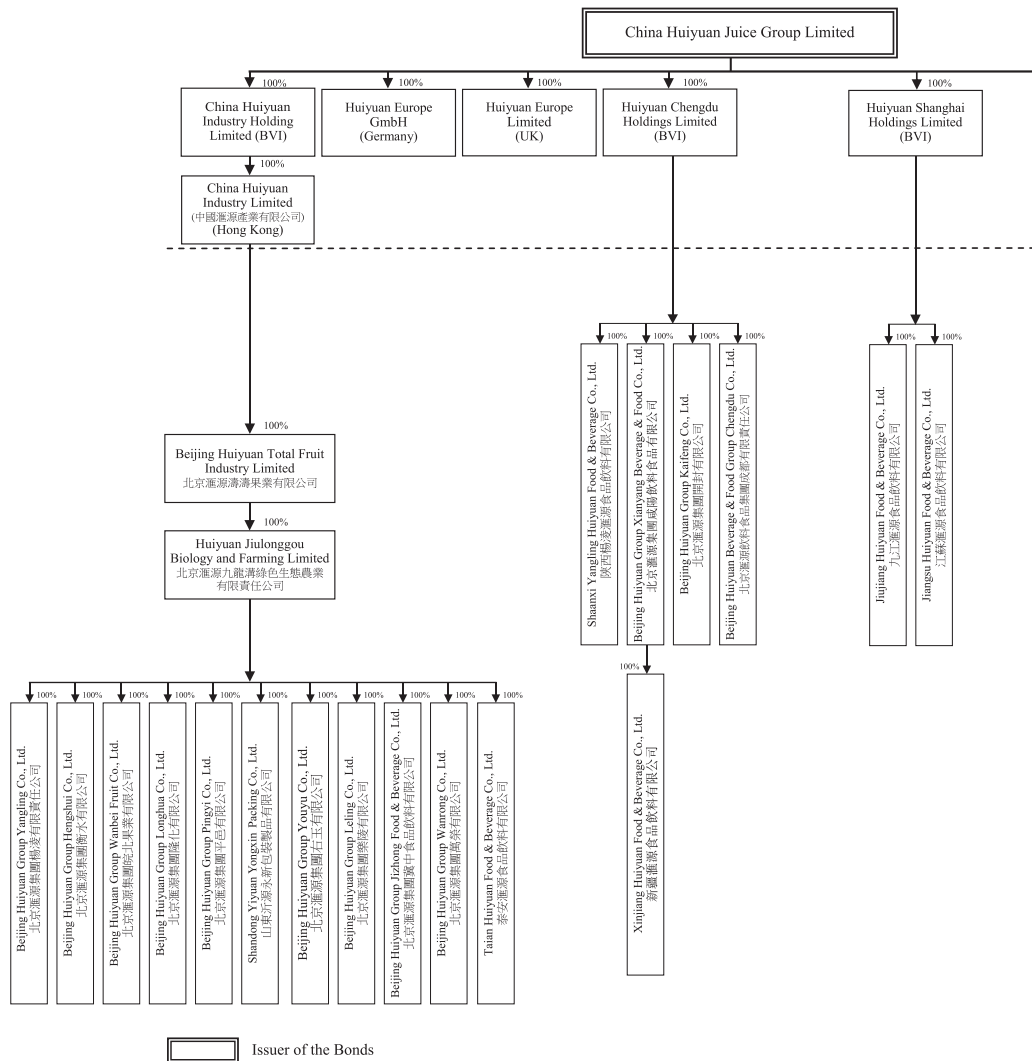 China Huiyuan Juice Group Limited
100%
100%
100%
100%
100%
China Huiyuan
Industry Holding
Limited (BVI)
Huiyuan Europe
GmbH
(Germany)
Huiyuan Europe
Limited
(UK)
Huiyuan Chengdu
Holdings Limited
(BVI)
Huiyuan Shanghai
Holdings Limited
(BVI)
100%
China Huiyuan
Industry Limited
(中國滙源產業有限公司)
(Hong Kong)
100%
100%
100%
100%
100%
100%
Shaanxi Yangling Huiyuan Food & Beverage Co., Ltd.
陝西楊淩滙源食品飲料有限公司
Beijing Huiyuan Group Xianyang Beverage & Food Co., Ltd.
北京滙源集團咸陽飲料食品有限公司
Beijing Huiyuan Group Kaifeng Co., Ltd.
北京滙源集團開封有限公司
Beijing Huiyuan Beverage & Food Group Chengdu Co., Ltd.
北京滙源飲料食品集團成都有限責任公司
Jiujiang Huiyuan Food & Beverage Co., Ltd.
九江滙源食品飲料有限公司
Jiangsu Huiyuan Food & Beverage Co., Ltd.
江蘇滙源食品飲料有限公司
100%
Beijing Huiyuan Total Fruit
Industry Limited
北京滙源濤濤果業有限公司
100%
Huiyuan Jiulonggou
Biology and Farming Limited
北京滙源九龍溝綠色生態農業
有限責任公司
100%
Xinjiang Huiyuan Food & Beverage Co., Ltd.
新疆滙源食品飲料有限公司
100%
100%
100%
100%
100%
100%
100%
100%
100%
100%
100%
Beijing Huiyuan Group Yangling Co., Ltd.
北京滙源集團楊淩有限責任公司
Beijing Huiyuan Group Hengshui Co., Ltd.
北京滙源集團衡水有限公司
Beijing Huiyuan Group Wanbei Fruit Co., Ltd.
北京滙源集團皖北果業有限公司
Beijing Huiyuan Group Longhua Co., Ltd.
北京滙源集團隆化有限公司
Beijing Huiyuan Group Pingyi Co., Ltd.
北京滙源集團平邑有限公司
Shandong Yiyuan Yongxin Packing Co., Ltd.
山東沂源永新包裝製品有限公司
Beijing Huiyuan Group Youyu Co., Ltd.
北京滙源集團右玉有限公司
Beijing Huiyuan Group Leling Co., Ltd.
北京滙源集團樂陵有限公司
Beijing Huiyuan Group Jizhong Food & Beverage Co., Ltd.
北京滙源集團冀中食品飲料有限公司
Beijing Huiyuan Group Wanrong Co., Ltd.
北京滙源集團萬榮有限公司
Taian Huiyuan Food & Beverage Co., Ltd.
泰安滙源食品飲料有限公司
Issuer of the Bonds